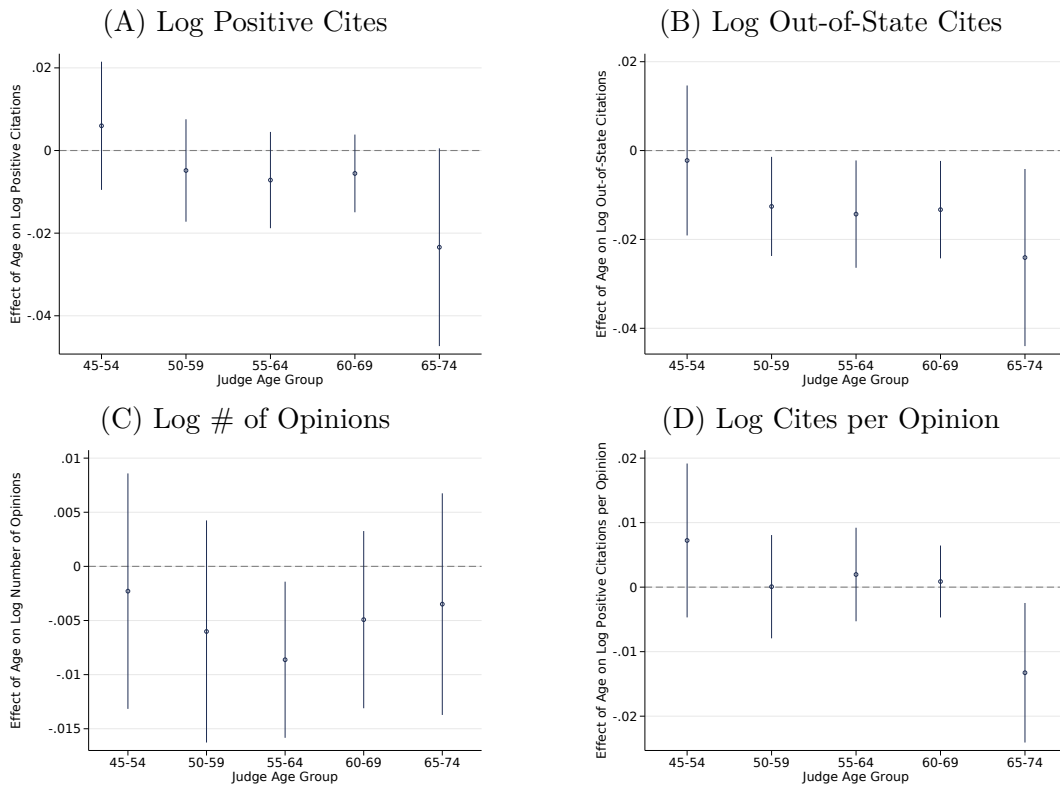 (A) Log Positive Cites
Effect of Age on Log Positive Citations
.02
0
-.02
-.04
45-54 50-59 55-64 60-69 65-74
Judge Age Group
(B) Log Out-of-State Cites
Effect of Age on Log Out-of-State Citations
.02
0
-.02
-.04
45-54 50-59 55-64 60-69 65-74
Judge Age Group
(C) Log # of Opinions
Effect of Age on Log Number of Opinions
.01
.005
0
-.005
-.01
-.015
45-54 50-59 55-64 60-69 65-74
Judge Age Group
(D) Log Cites per Opinion
Effect of Age on Log Positive Citations per Opinion
.02
.01
0
-.01
-.02
45-54 50-59 55-64 60-69 65-74
Judge Age Group